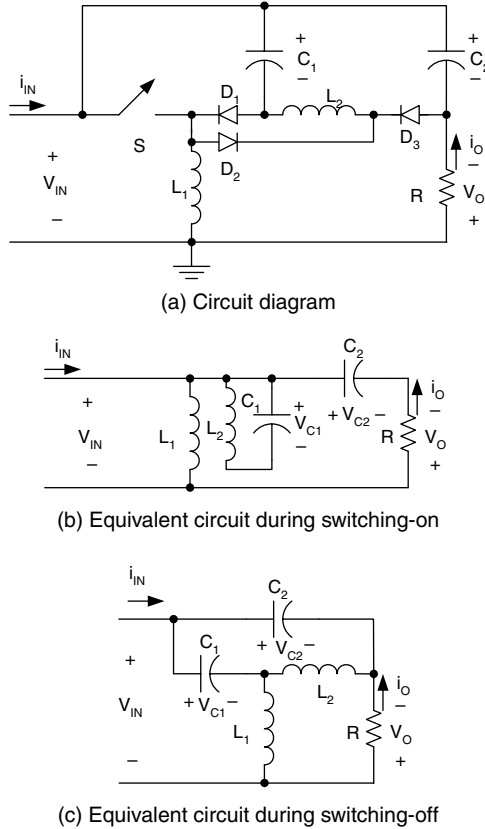 +
i_IN
C_1
–
+
C_2
–
D_1
L_2
D_3
S
D_2
+
V_IN
–
L_1
i_O
–
R
V_O
+
(a) Circuit diagram
i_IN
C_2
+
V_IN
–
L_1
L_2
C_1
+
V_C1
–
+ V_C2 –
i_O
–
R
V_O
+
(b) Equivalent circuit during switching-on
i_IN
C_2
+ V_C2 –
C_1
+ V_C1 –
L_2
+
V_IN
–
L_1
i_O
–
R
V_O
+
(c) Equivalent circuit during switching-off